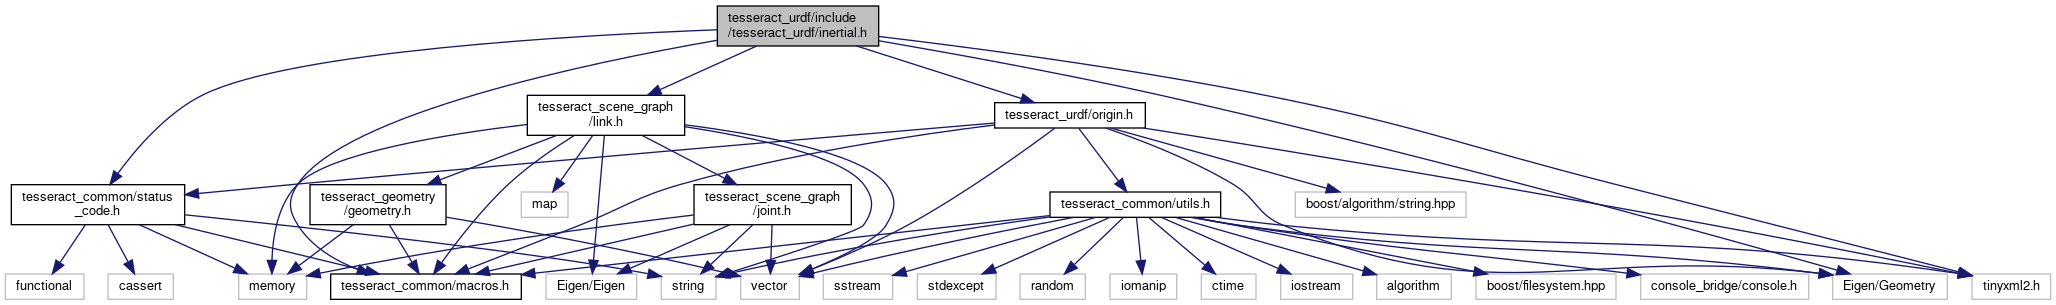 tesseract_urdf/include
/tesseract_urdf/inertial.h
tesseract_scene_graph
/link.h
tesseract_urdf/origin.h
tesseract_common/status
_code.h
tesseract_geometry
/geometry.h
map
tesseract_scene_graph
/joint.h
tesseract_common/utils.h
boost/algorithm/string.hpp
functional
cassert
memory
tesseract_common/macros.h
Eigen/Eigen
string
vector
sstream
stdexcept
random
iomanip
ctime
iostream
algorithm
boost/filesystem.hpp
console_bridge/console.h
Eigen/Geometry
tinyxml2.h